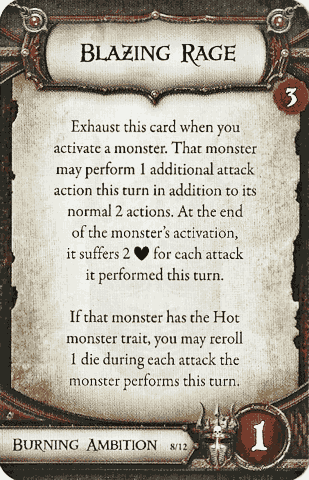 Blazing Rage
3
Exhaust this card when you
activate a monster. That monster
may perform 1 additional attack
action this turn in addition to its
normal 2 actions. At the end
of the monster's activation,
it suffers 2 ♥ for each attack
it performed this turn.
If that monster has the Hot
monster trait, you may reroll
1 die during each attack the
monster performs this turn.
Burning Ambition 8/12
1